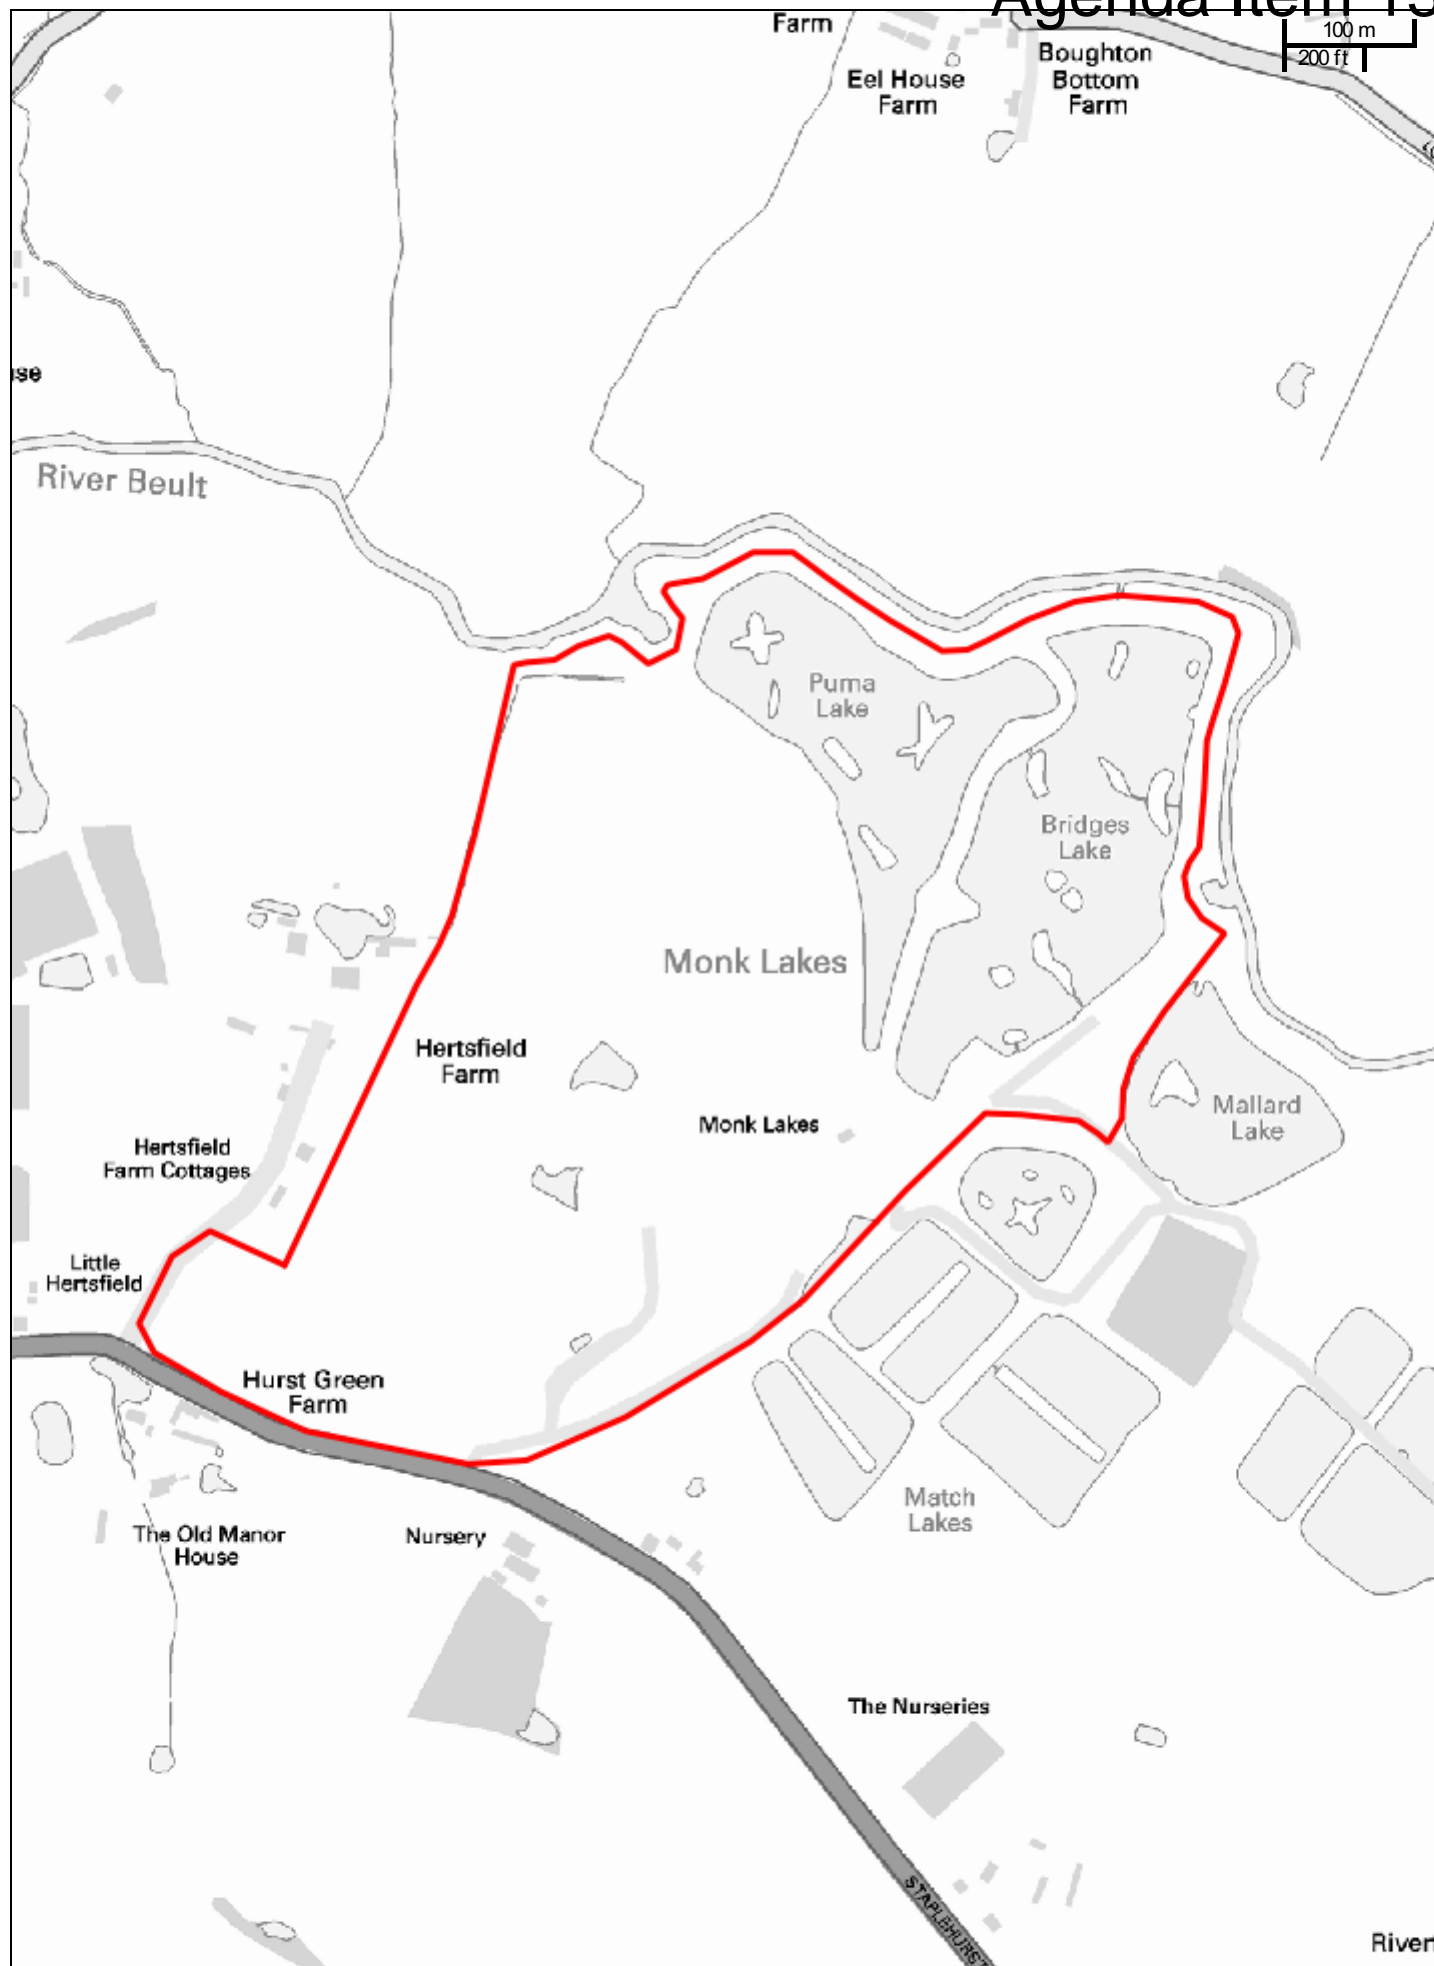 Agenda Item 13
100 m
200 ft
Farm
Eel House
Farm
Boughton
Bottom
Farm
River Beult
Puma
Lake
Bridges
Lake
Monk Lakes
Hertsfield
Farm
Monk Lakes
Mallard
Lake
Hertsfield
Farm Cottages
Little
Hertsfield
Hurst Green
Farm
The Old Manor
House
Nursery
Match
Lakes
The Nurseries
STAPLEHURST